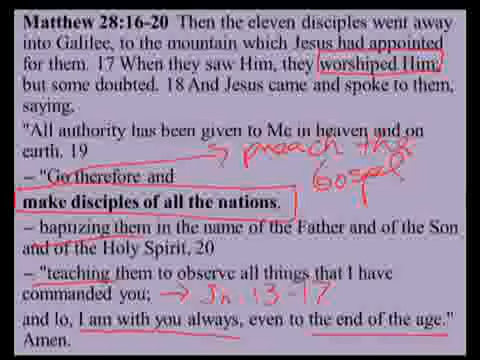 Matthew 28:16-20 Then the eleven disciples went away
into Galilee, to the mountain which Jesus had appointed
for them. 17 When they saw Him, they worshiped Him,
but some doubted. 18 And Jesus came and spoke to them,
saying,
"All authority has been given to Me in heaven and on
earth. 19
→ preach the
Gospel
– "Go therefore and
make disciples of all the nations,
– baptizing them in the name of the Father and of the Son
and of the Holy Spirit, 20
– "teaching them to observe all things that I have
commanded you; → Jn. 13-17
and lo, I am with you always, even to the end of the age."
Amen.